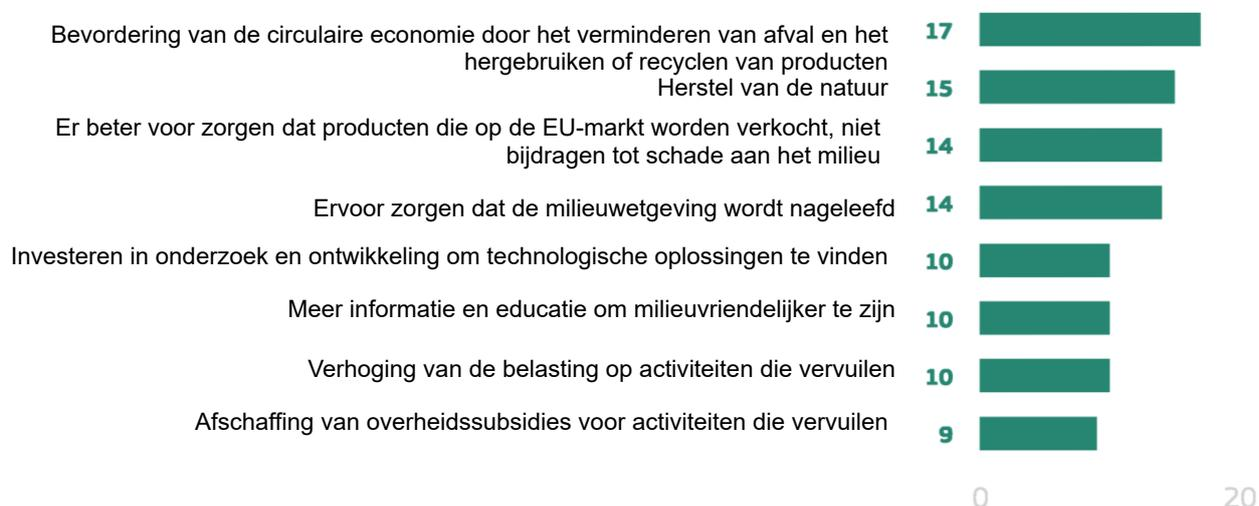 Bevordering van de circulaire economie door het verminderen van afval en het 17
hergebruiken of recyclen van producten
Herstel van de natuur 15
Er beter voor zorgen dat producten die op de EU-markt worden verkocht, niet
bijdragen tot schade aan het milieu 14
Ervoor zorgen dat de milieuwetgeving wordt nageleefd 14
Investeren in onderzoek en ontwikkeling om technologische oplossingen te vinden 10
Meer informatie en educatie om milieuvriendelijker te zijn 10
Verhoging van de belasting op activiteiten die vervuilen 10
Afschaffing van overheidssubsidies voor activiteiten die vervuilen 9
0 20